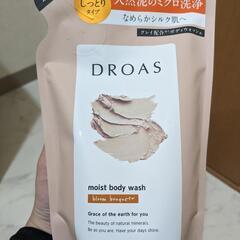 しっとり
タイプ
天然泥のミクロ洗浄
なめらかシルク肌へ
クレイ配合 ボディウォッシュ
DROAS
moist body wash
bloom bouquet
Grace of the earth for you
The beauty of natural minerals.
Be as you are. Have your days shine.